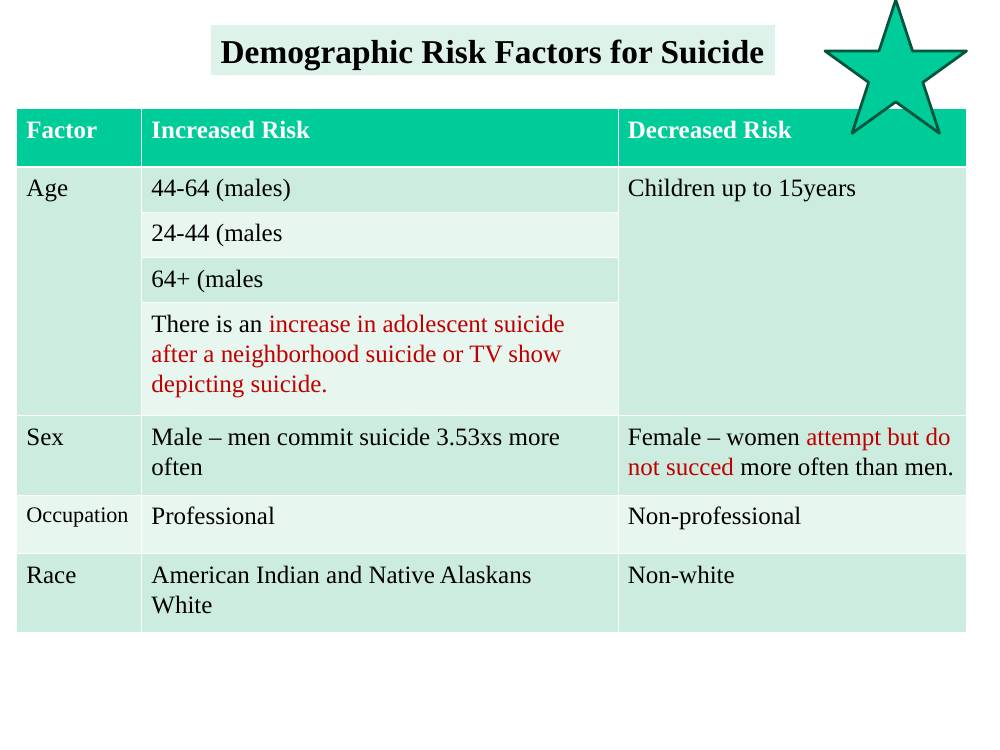 Demographic Risk Factors for Suicide
Factor
Increased Risk
Decreased Risk
Age
44-64 (males)
Children up to 15years
24-44 (males
64+ (males
There is an increase in adolescent suicide
after a neighborhood suicide or TV show
depicting suicide.
Sex
Male – men commit suicide 3.53xs more
often
Female – women attempt but do
not succed more often than men.
Occupation
Professional
Non-professional
Race
American Indian and Native Alaskans
White
Non-white